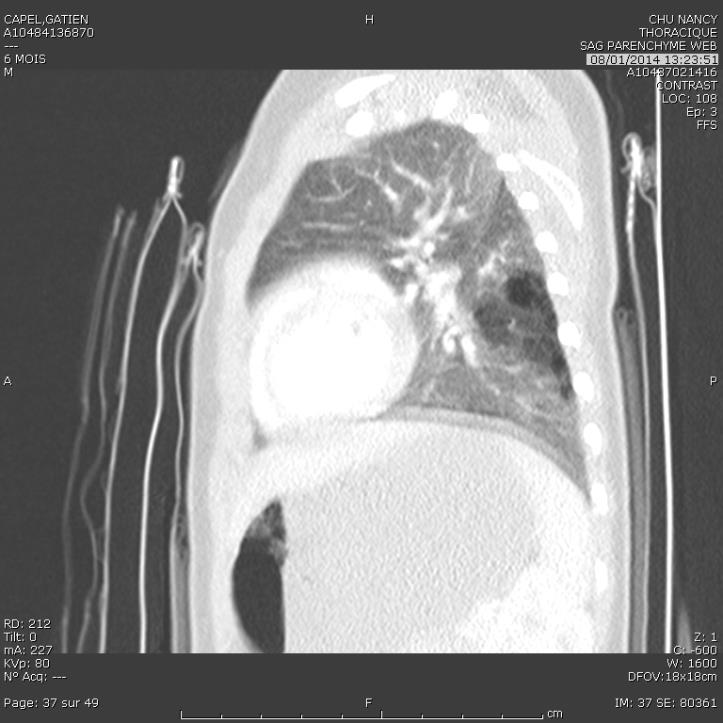 CAPEL,GATIEN
A10484136870
---
6 MOIS
M
H
CHU NANCY
THORACIQUE
SAG PARENCHYME WEB
08/01/2014 13:23:51
A10487021416
CONTRAST
LOC: 108
Ep: 3
FFS
A
P
RD: 212
Tilt: 0
mA: 227
KVp: 80
Nº Acq: ---
Page: 37 sur 49
F
cm
Z: 1
C: -600
W: 1600
DFOV:18x18cm
IM: 37 SE: 80361